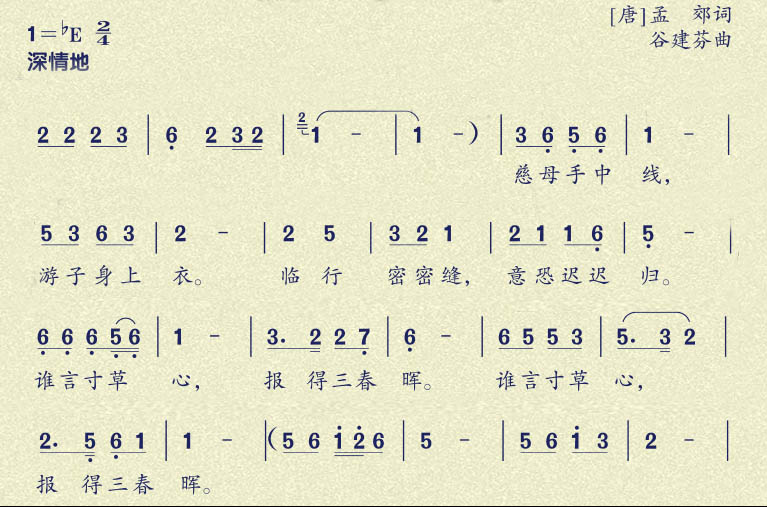 [唐]孟 郊词
1=♭E 2/4
谷建芬曲
深情地
2 2 2 3 | 6 2 3 2 | 2 1 - | 1 - ) | 3 6 5 6 | 1 - |
慈母手中 线,
5 3 6 3 | 2 - | 2 5 | 3 2 1 | 2 1 1 6 | 5 - |
游子身上 衣。 临 行 密密缝, 意恐迟迟 归。
6 6 6 5 6 | 1 - | 3. 2 2 7 | 6 - | 6 5 5 3 | 5. 3 2 |
谁言寸草 心, 报 得三春 晖。 谁言寸草 心,
2. 5 6 1 | 1 - |( 5 6 1 2 6 | 5 - | 5 6 1 3 | 2 - |
报 得三春 晖。